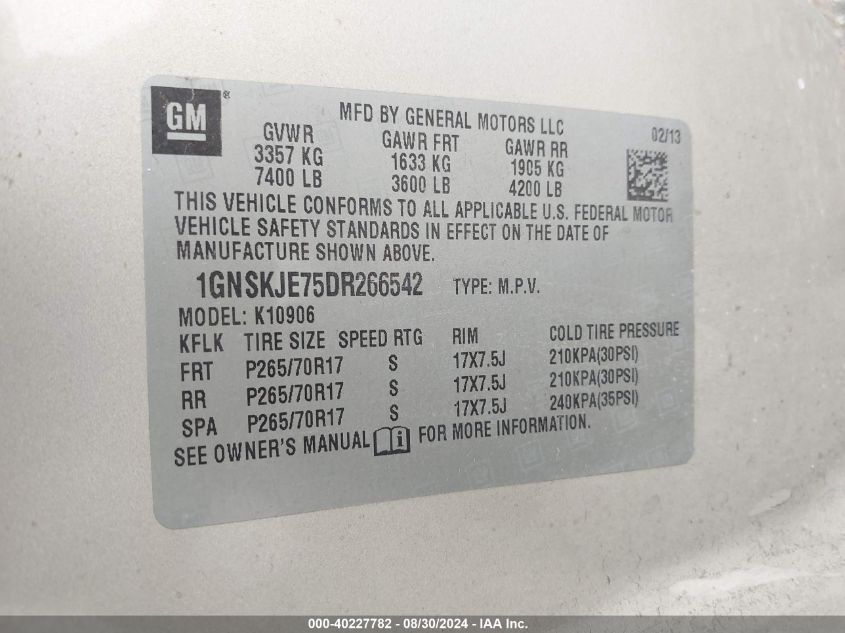 GM ®
MFD BY GENERAL MOTORS LLC
02/13
GVWR GAWR FRT GAWR RR
3357 KG 1633 KG 1905 KG
7400 LB 3600 LB 4200 LB
THIS VEHICLE CONFORMS TO ALL APPLICABLE U.S. FEDERAL MOTOR
VEHICLE SAFETY STANDARDS IN EFFECT ON THE DATE OF
MANUFACTURE SHOWN ABOVE.
1GNSKJE75DR266542 TYPE: M.P.V.
MODEL: K10906
KFLK TIRE SIZE SPEED RTG RIM COLD TIRE PRESSURE
FRT P265/70R17 S 17X7.5J 210KPA(30PSI)
RR P265/70R17 S 17X7.5J 210KPA(30PSI)
SPA P265/70R17 S 17X7.5J 240KPA(35PSI)
SEE OWNER'S MANUAL i FOR MORE INFORMATION.
000-40227782 - 08/30/2024 - IAA Inc.